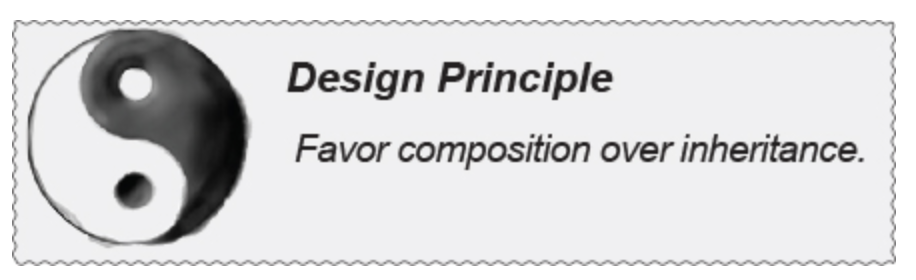 Design Principle
Favor composition over inheritance.